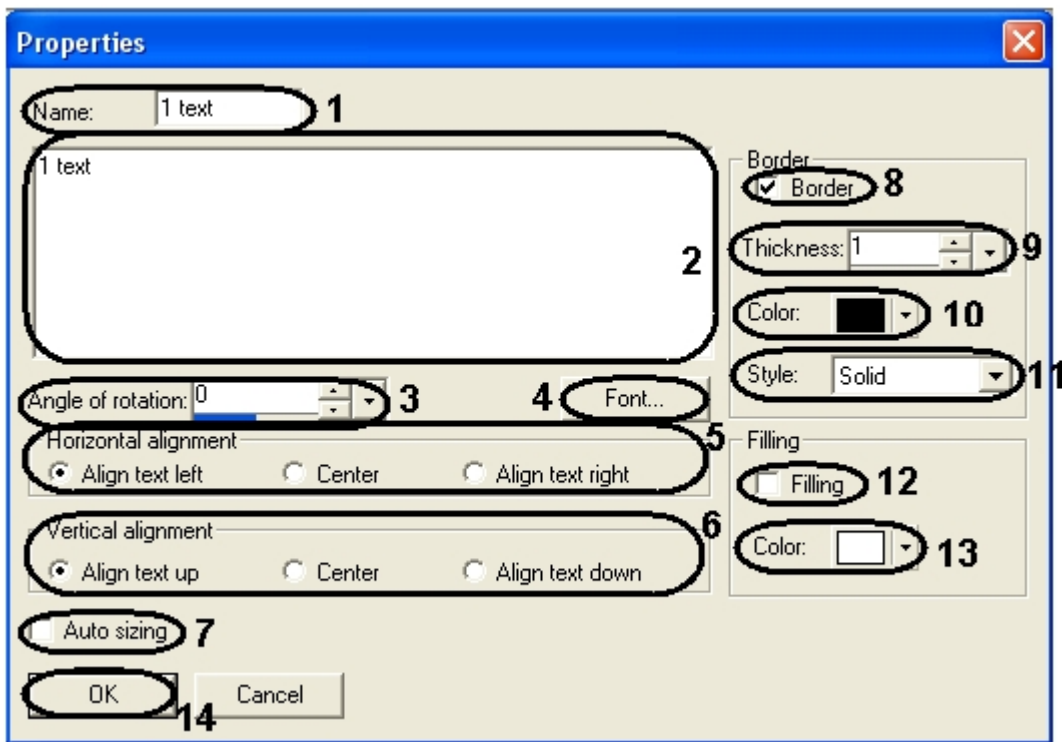 Properties
Name: 1 text 1
1 text
2
Angle of rotation: 0 3
4 Font...
Horizontal alignment 5
Align text left Center Align text right
Vertical alignment 6
Align text up Center Align text down
Auto sizing 7
OK Cancel
14
Border
Border 8
Thickness: 1 9
Color: 10
Style: Solid 11
Filling
Filling 12
Color: 13